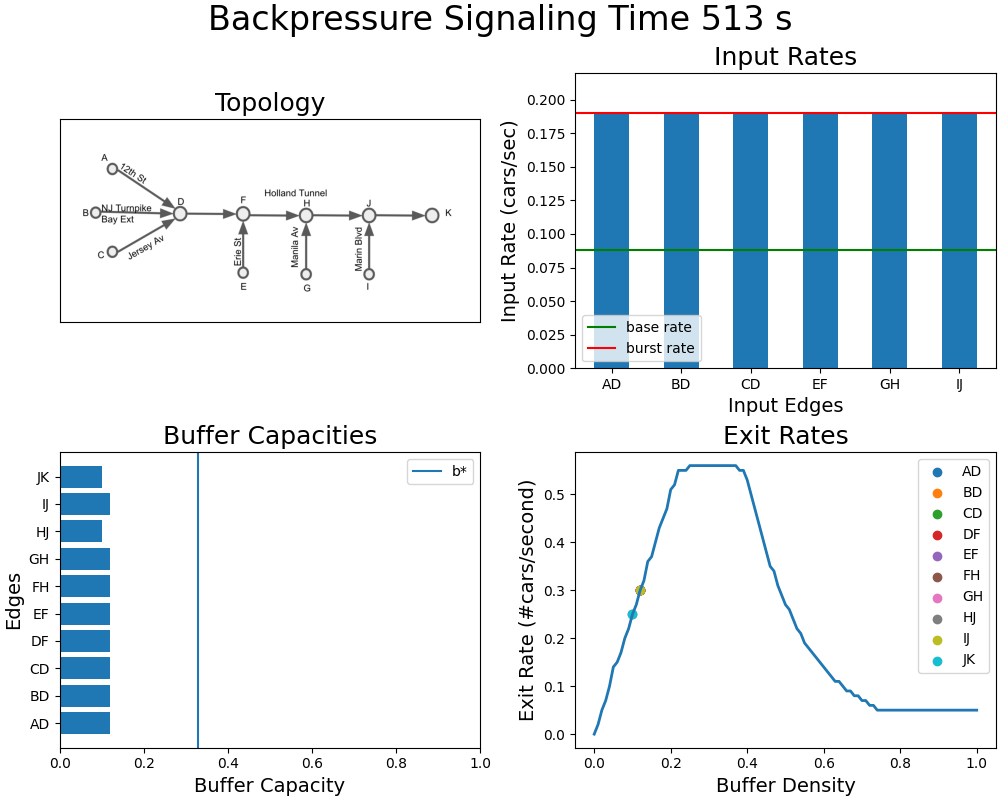 Backpressure Signaling Time 513 s
Topology
A
12th St
B
NJ Turnpike
Bay Ext
C
Jersey Av
D
F
Holland Tunnel
H
J
K
Erie St
Manila Av
Marin Blvd
E
G
I
Input Rates
Input Rate (cars/sec)
0.200
0.175
0.150
0.125
0.100
0.075
0.050
0.025
0.000
base rate
burst rate
AD BD CD EF GH IJ
Input Edges
Buffer Capacities
Edges
JK
IJ
HJ
GH
FH
EF
DF
CD
BD
AD
b*
0.0 0.2 0.4 0.6 0.8 1.0
Buffer Capacity
Exit Rates
Exit Rate (#cars/second)
0.5
0.4
0.3
0.2
0.1
0.0
AD
BD
CD
DF
EF
FH
GH
HJ
IJ
JK
0.0 0.2 0.4 0.6 0.8 1.0
Buffer Density